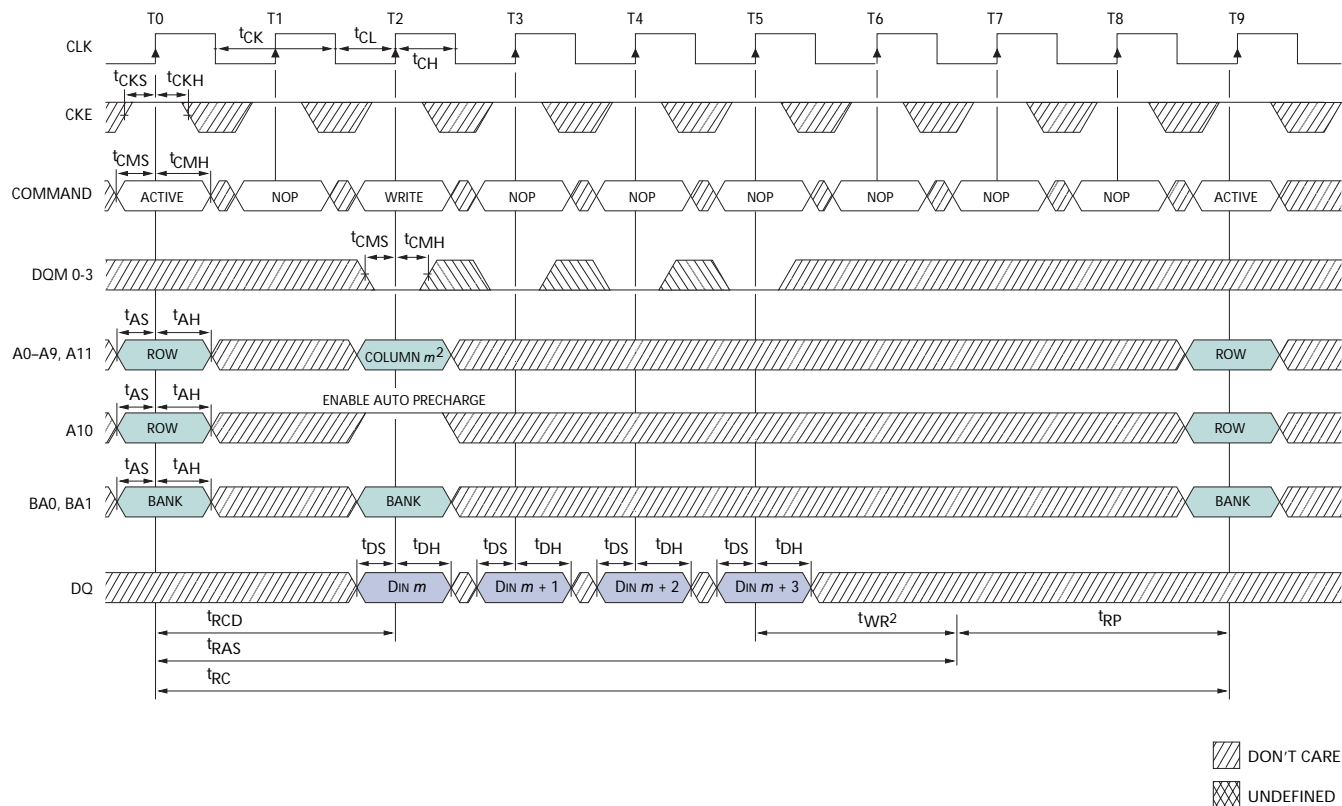 T0 T1 T2 T3 T4 T5 T6 T7 T8 T9
CLK
tCK tCL
tCH
tCKS tCKH
CKE
tCMS tCMH
COMMAND ACTIVE NOP WRITE NOP NOP NOP NOP NOP NOP ACTIVE
tCMS tCMH
DQM 0-3
tAS tAH
A0–A9, A11 ROW COLUMN m2 ROW
tAS tAH ENABLE AUTO PRECHARGE
A10 ROW ROW
tAS tAH
BA0, BA1 BANK BANK BANK
tDS tDH tDS tDH tDS tDH tDS tDH
DQ DIN m DIN m + 1 DIN m + 2 DIN m + 3
tRCD tWR2 tRP
tRAS
tRC
DON'T CARE
UNDEFINED